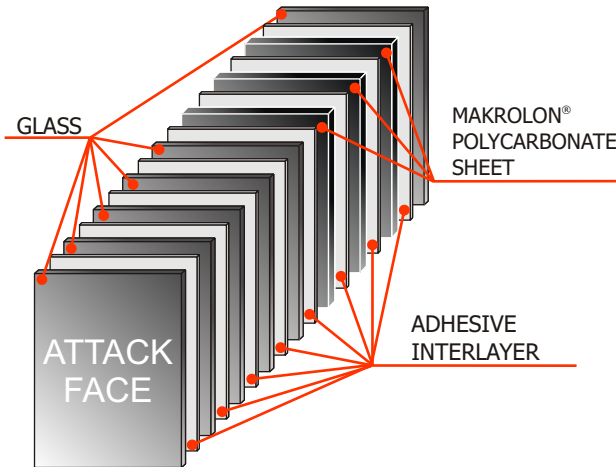 GLASS
MAKROLON®
POLYCARBONATE
SHEET
ATTACK
FACE
ADHESIVE
INTERLAYER